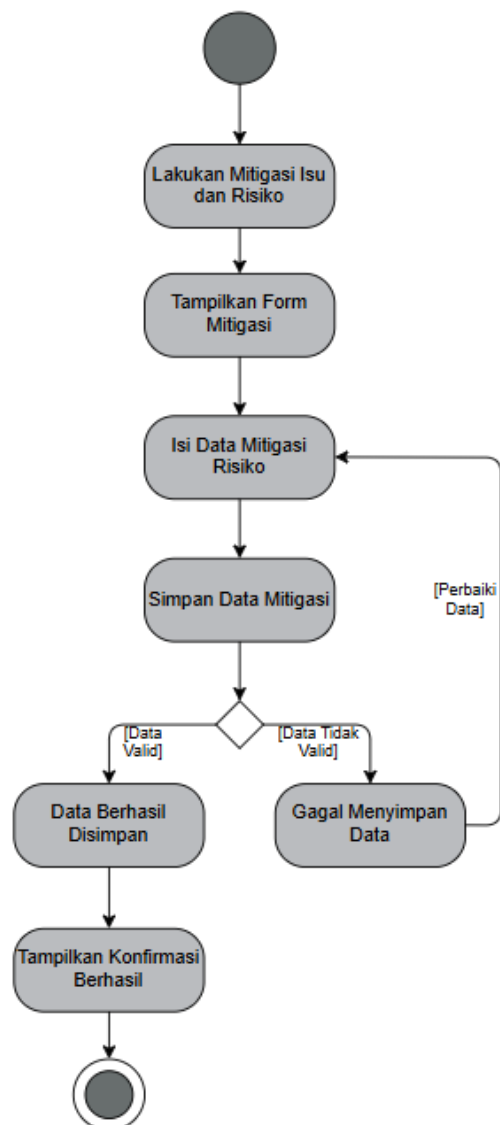 Lakukan Mitigasi Isu
dan Risiko
Tampilkan Form
Mitigasi
Isi Data Mitigasi
Risiko
[Perbaiki
Data]
Simpan Data Mitigasi
[Data
Valid]
[Data Tidak
Valid]
Data Berhasil
Disimpan
Gagal Menyimpan
Data
Tampilkan Konfirmasi
Berhasil